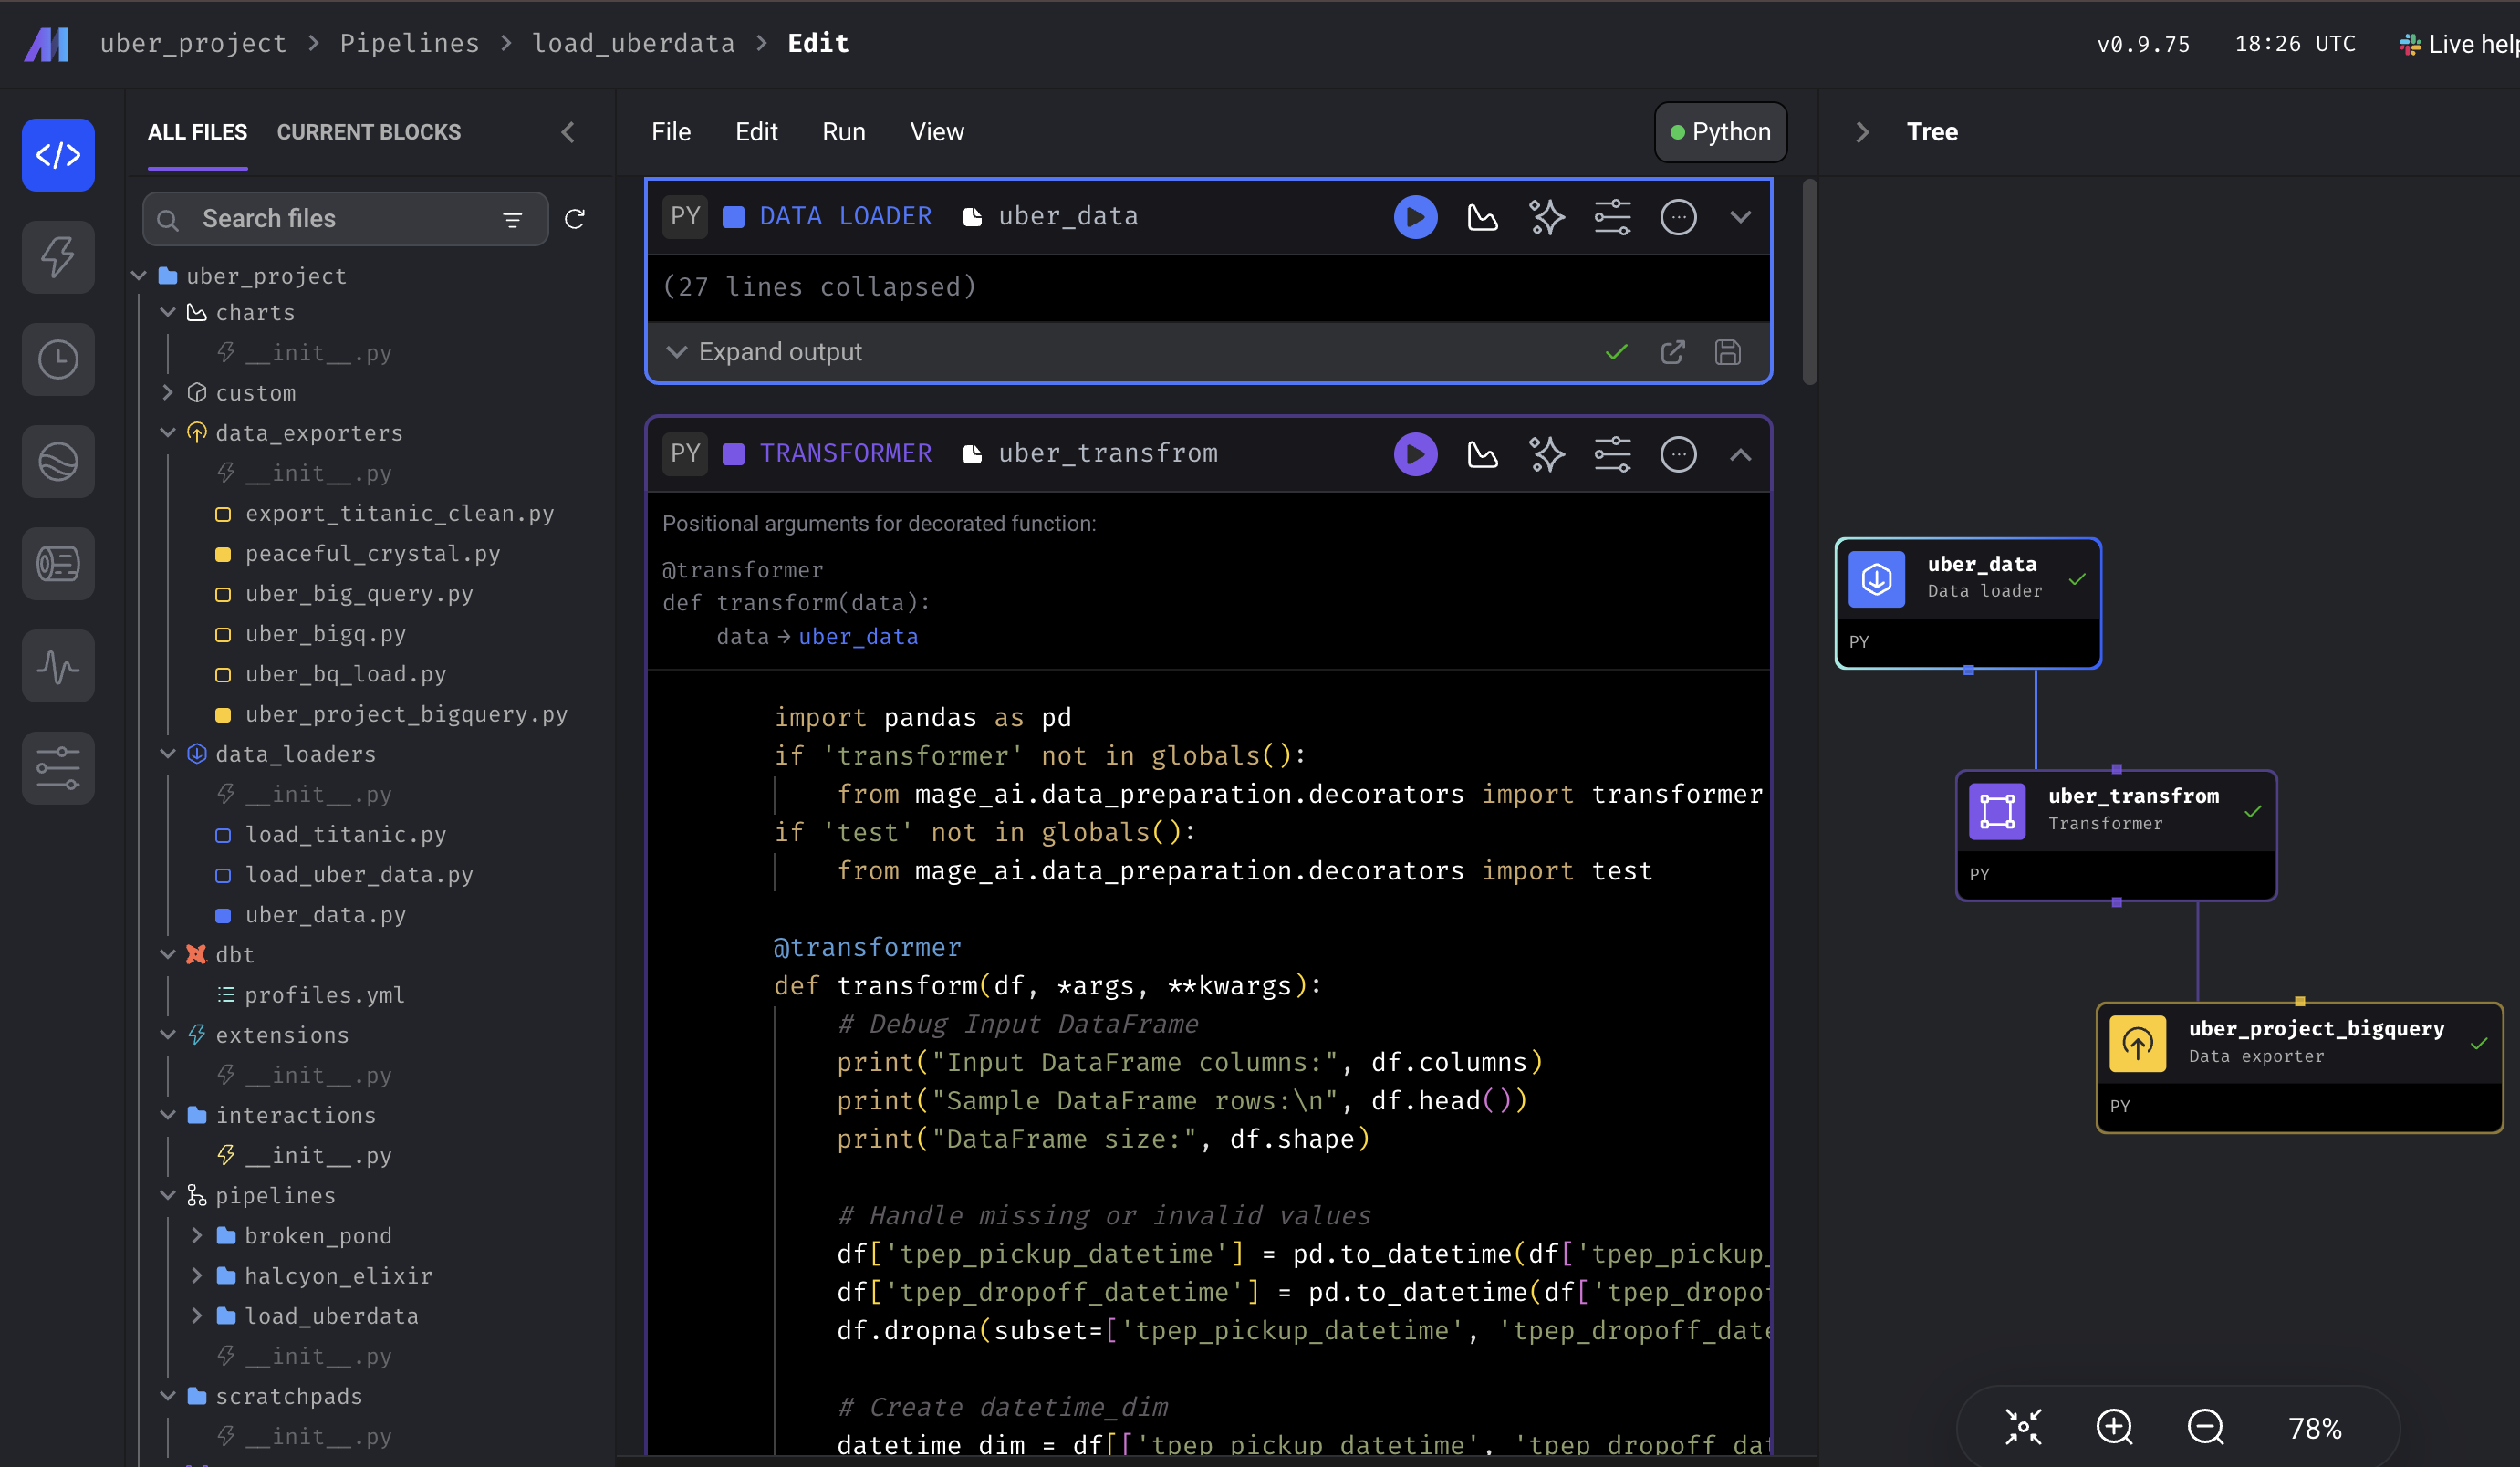 uber_project > Pipelines > load_uberdata > Edit
v0.9.75 18:26 UTC Live help
ALL FILES CURRENT BLOCKS
Search files
uber_project
charts
__init__.py
custom
data_exporters
__init__.py
export_titanic_clean.py
peaceful_crystal.py
uber_big_query.py
uber_bigq.py
uber_bq_load.py
uber_project_bigquery.py
data_loaders
__init__.py
load_titanic.py
load_uber_data.py
uber_data.py
dbt
profiles.yml
extensions
__init__.py
interactions
__init__.py
pipelines
broken_pond
halcyon_elixir
load_uberdata
__init__.py
scratchpads
__init__.py
File Edit Run View
Python
PY DATA LOADER uber_data
(27 lines collapsed)
Expand output
PY TRANSFORMER uber_transfrom
Positional arguments for decorated function:
@transformer
def transform(data):
data → uber_data
import pandas as pd
if 'transformer' not in globals():
from mage_ai.data_preparation.decorators import transformer
if 'test' not in globals():
from mage_ai.data_preparation.decorators import test
@transformer
def transform(df, *args, **kwargs):
# Debug Input DataFrame
print("Input DataFrame columns:", df.columns)
print("Sample DataFrame rows:\n", df.head())
print("DataFrame size:", df.shape)
# Handle missing or invalid values
df['tpep_pickup_datetime'] = pd.to_datetime(df['tpep_pickup_
df['tpep_dropoff_datetime'] = pd.to_datetime(df['tpep_dropof
df.dropna(subset=['tpep_pickup_datetime', 'tpep_dropoff_date
# Create datetime_dim
datetime_dim = df[['tpep_pickup_datetime', 'tpep_dropoff_dat
Tree
uber_data
Data loader
PY
uber_transfrom
Transformer
PY
uber_project_bigquery
Data exporter
PY
78%